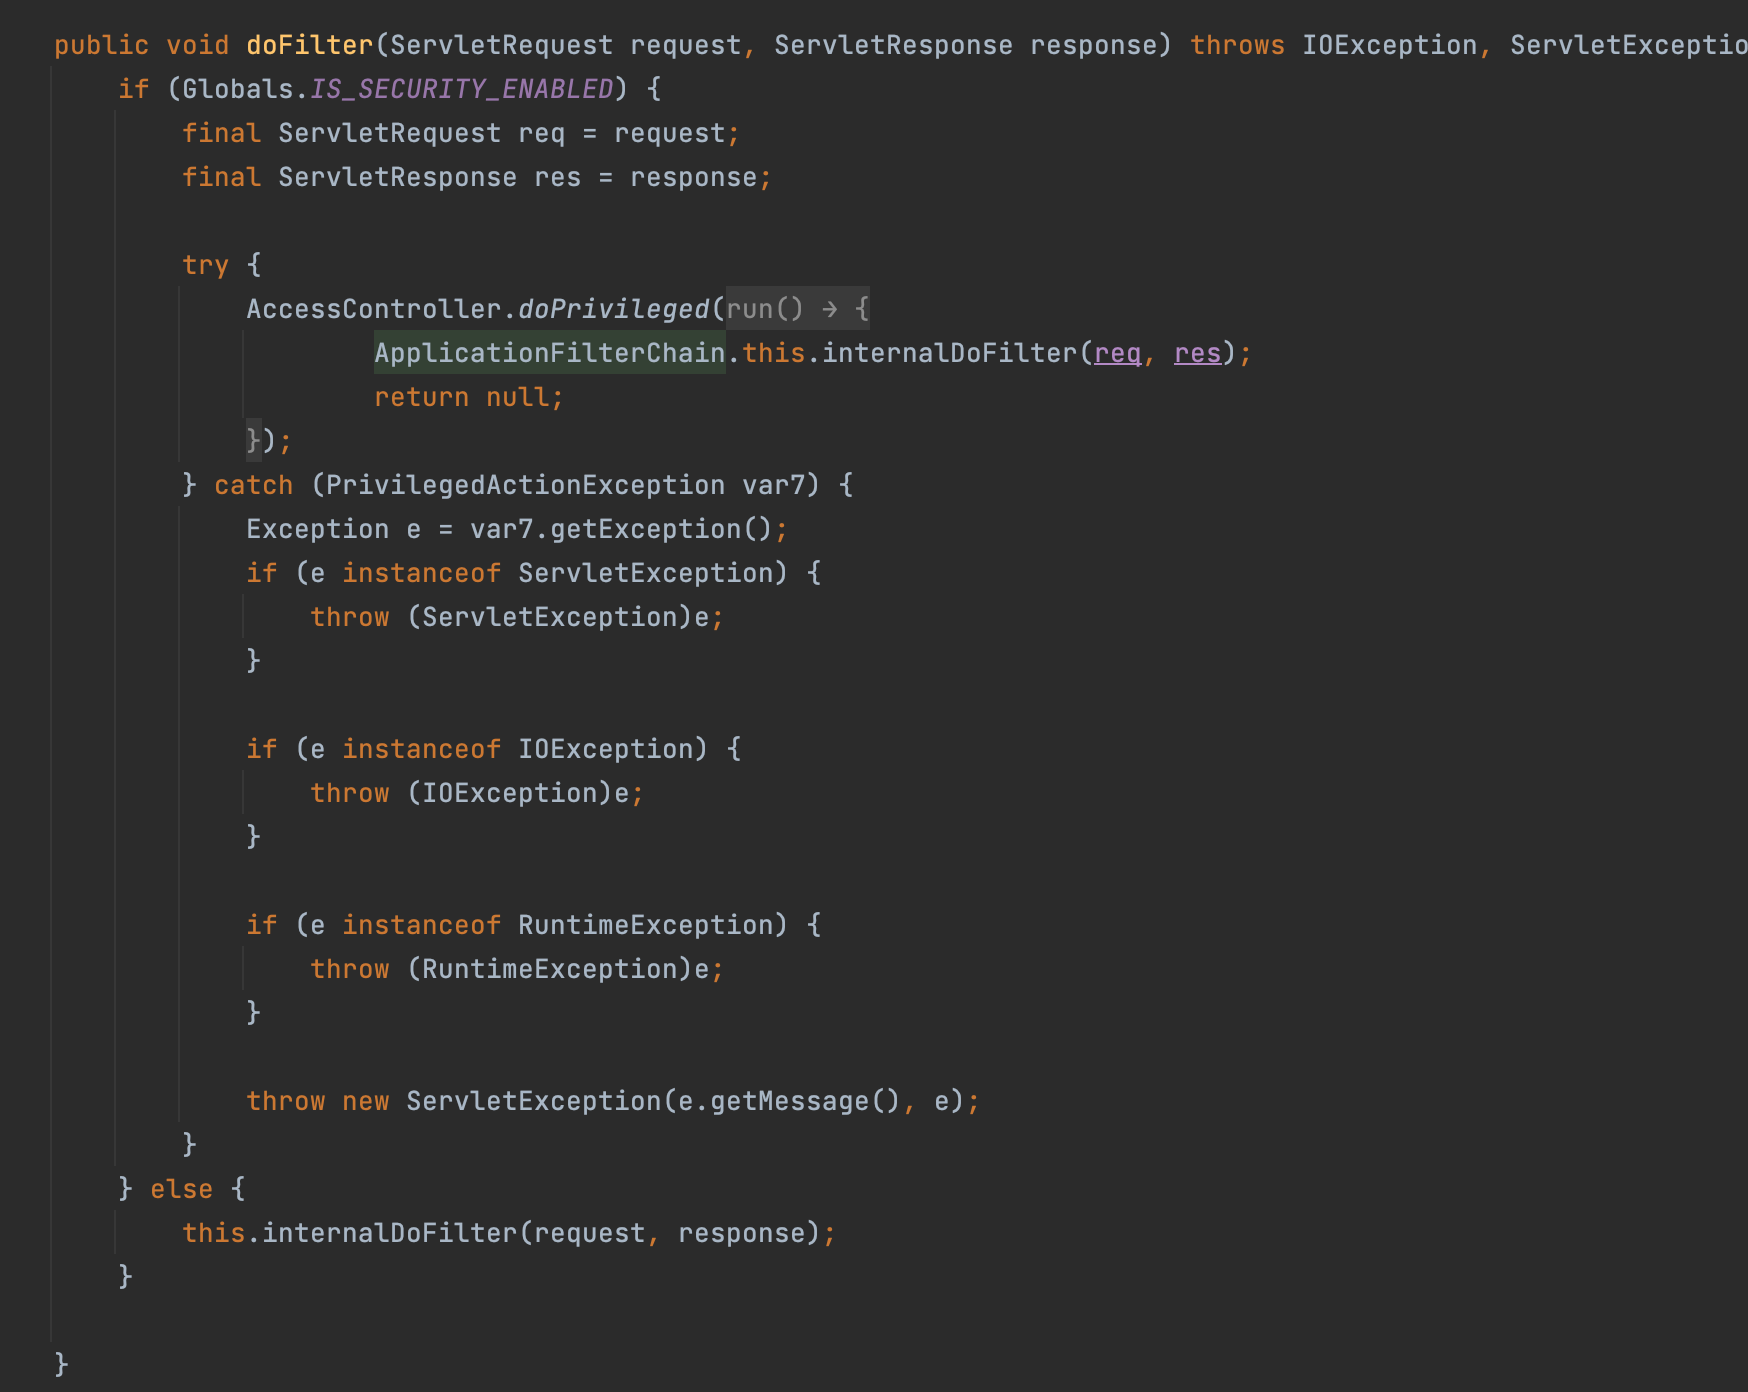 public void doFilter(ServletRequest request, ServletResponse response) throws IOException, ServletExceptio
if (Globals.IS_SECURITY_ENABLED) {
final ServletRequest req = request;
final ServletResponse res = response;
try {
AccessController.doPrivileged(run() → {
ApplicationFilterChain.this.internalDoFilter(req, res);
return null;
});
} catch (PrivilegedActionException var7) {
Exception e = var7.getException();
if (e instanceof ServletException) {
throw (ServletException)e;
}
if (e instanceof IOException) {
throw (IOException)e;
}
if (e instanceof RuntimeException) {
throw (RuntimeException)e;
}
throw new ServletException(e.getMessage(), e);
}
} else {
this.internalDoFilter(request, response);
}
}